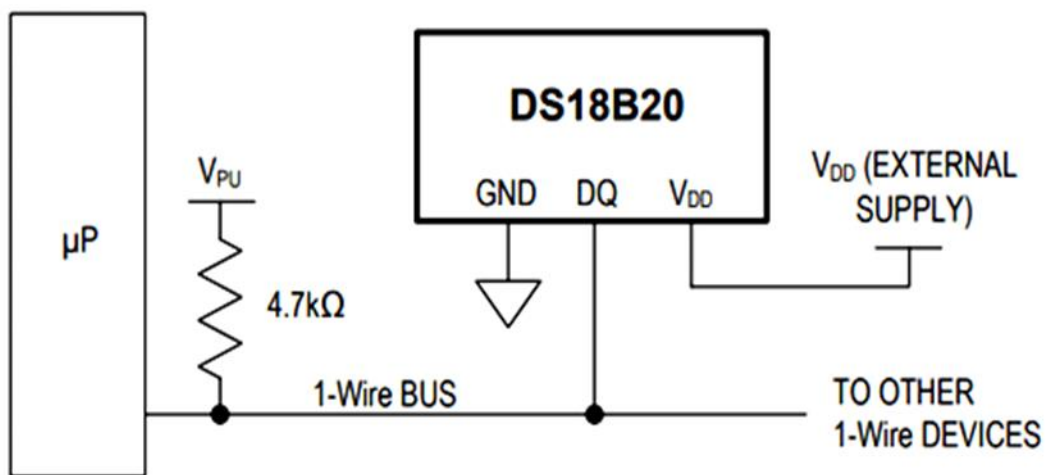 DS18B20
GND DQ VDD
VDD (EXTERNAL
SUPPLY)
VPU
µP
4.7kΩ
1-Wire BUS
TO OTHER
1-Wire DEVICES